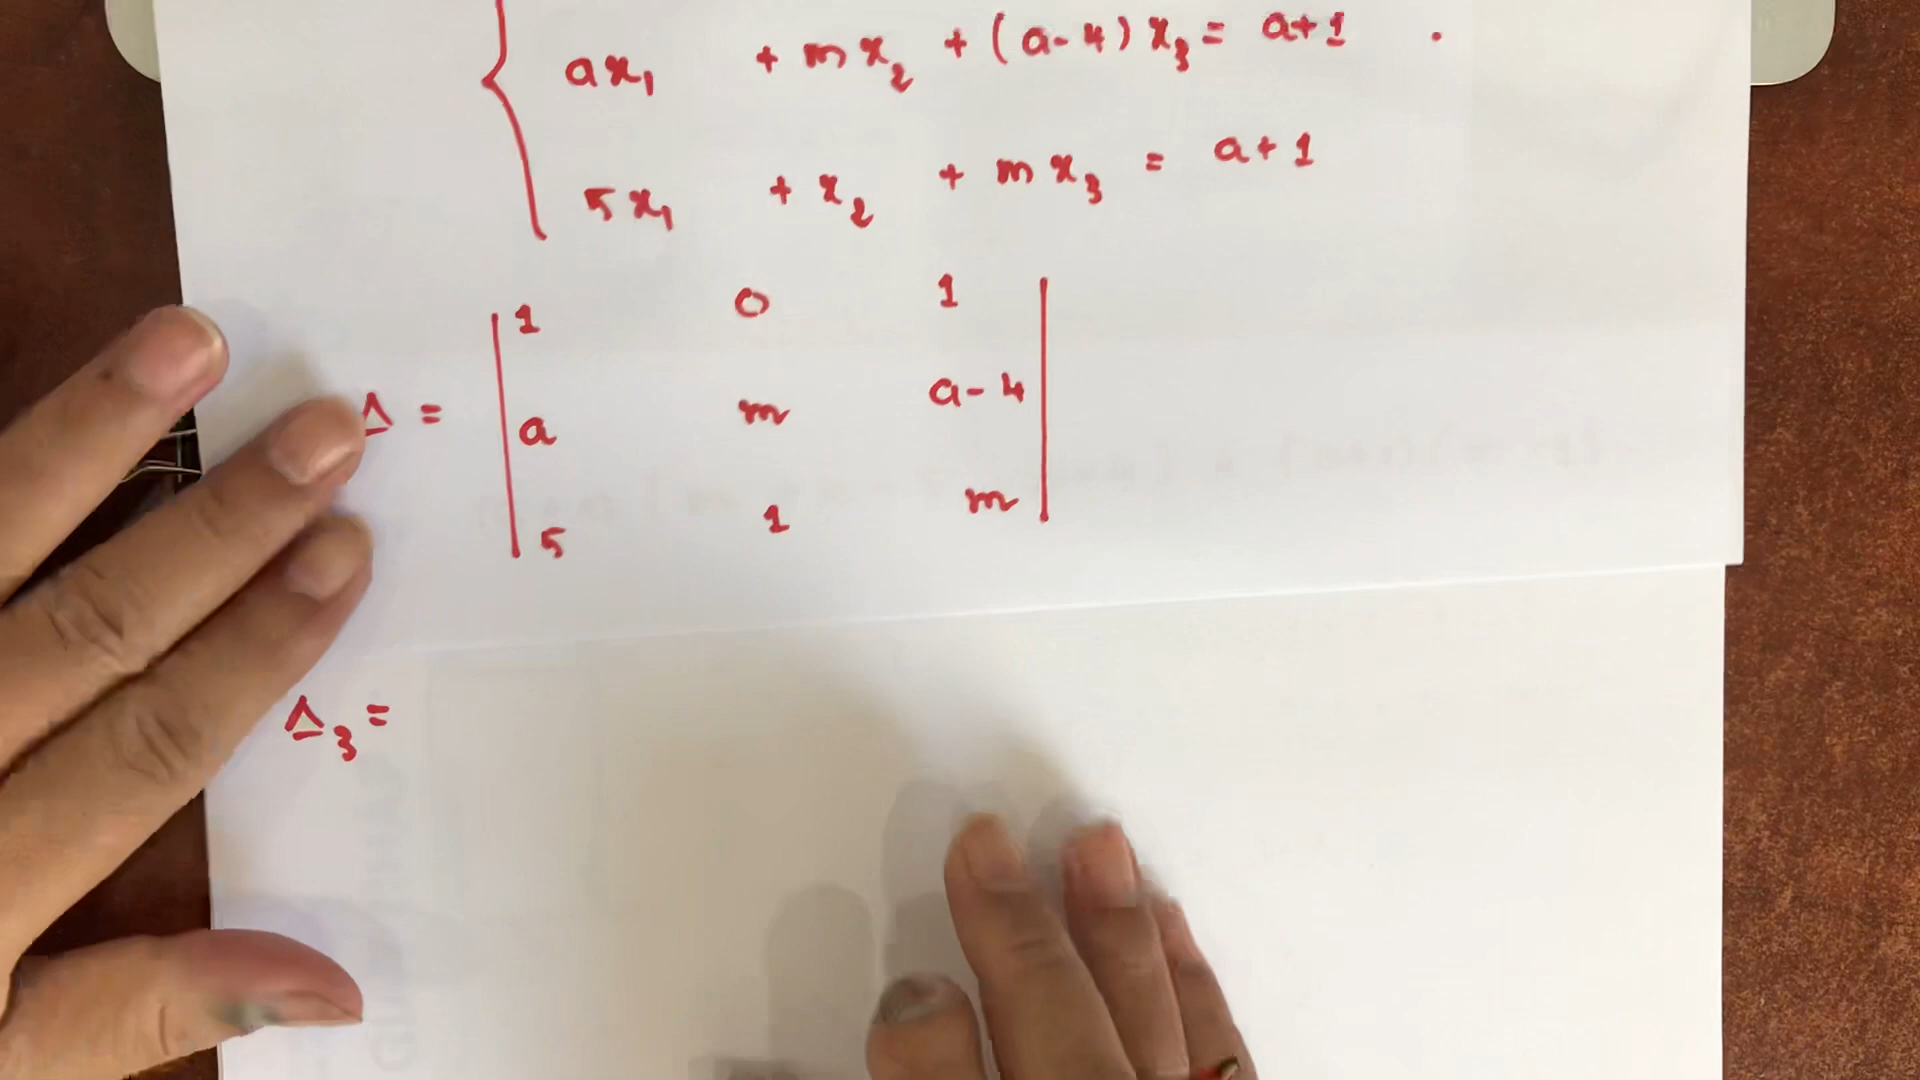 ax₁ + mx₂ + (a-4)x₃ = a+1 .
5x₁ + x₂ + mx₃ = a+1
1 0 1
Δ = a m a-4
5 1 m
Δ₃ =